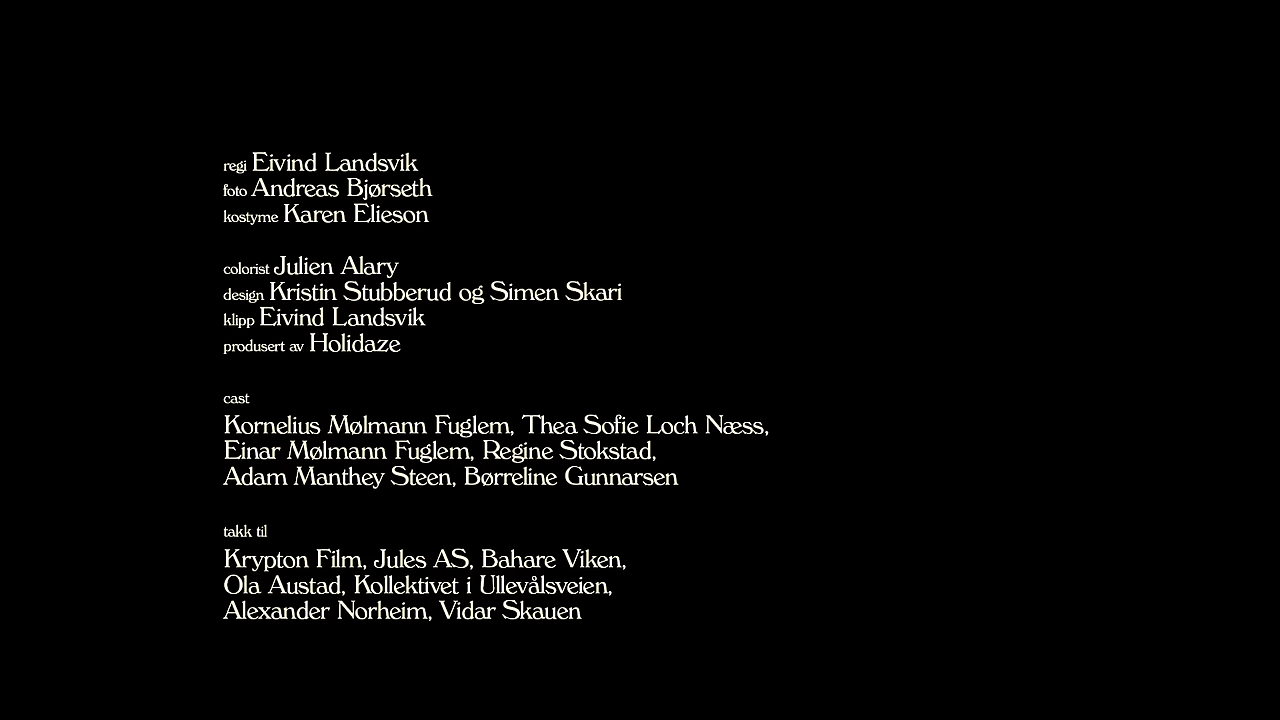 regi Eivind Landsvik
foto Andreas Bjørseth
kostyme Karen Elieson
colorist Julien Alary
design Kristin Stubberud og Simen Skari
klipp Eivind Landsvik
produsert av Holidaze
cast
Kornelius Mølmann Fuglem, Thea Sofie Loch Næss,
Einar Mølmann Fuglem, Regine Stokstad,
Adam Manthey Steen, Børreline Gunnarsen
takk til
Krypton Film, Jules AS, Bahare Viken,
Ola Austad, Kollektivet i Ullevålsveien,
Alexander Norheim, Vidar Skauen